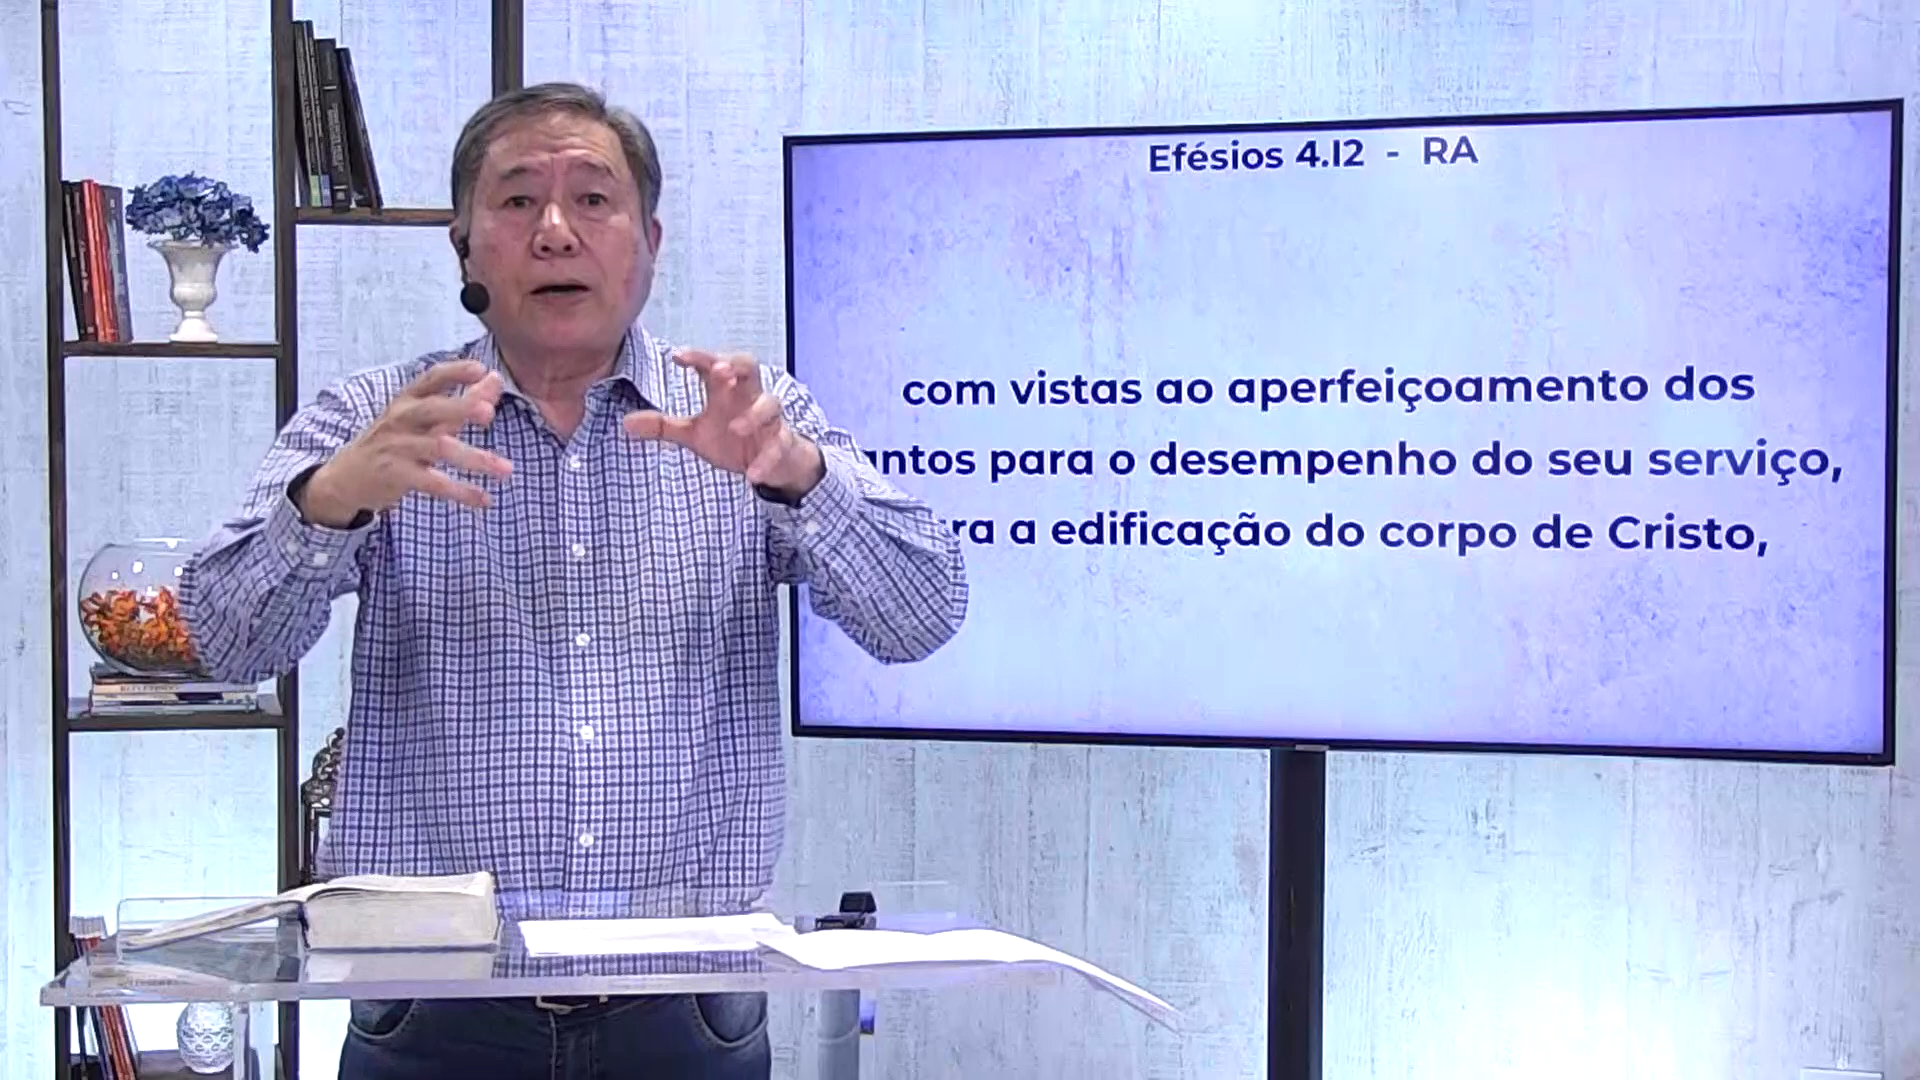 Efésios 4.12 - RA
com vistas ao aperfeiçoamento dos
para o desempenho do seu serviço,
a edificação do corpo de Cristo,